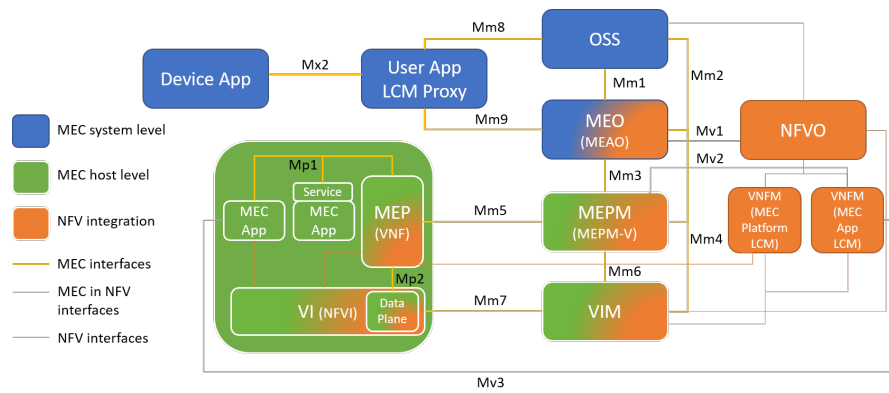 Mm8
OSS
Device App
Mx2
User App
LCM Proxy
Mm1
Mm2
MEC system level
Mm9
MEO
(MEAO)
Mv1
NFVO
MEC host level
Mp1
Service
Mm3
Mv2
NFV integration
MEC
App
MEC
App
MEP
(VNF)
Mm5
MEPM
(MEPM-V)
Mm4
VNFM
(MEC
Platform
LCM)
VNFM
(MEC
App
LCM)
MEC interfaces
Mp2
Mm6
MEC in NFV
interfaces
VI (NFVI)
Data
Plane
Mm7
VIM
NFV interfaces
Mv3